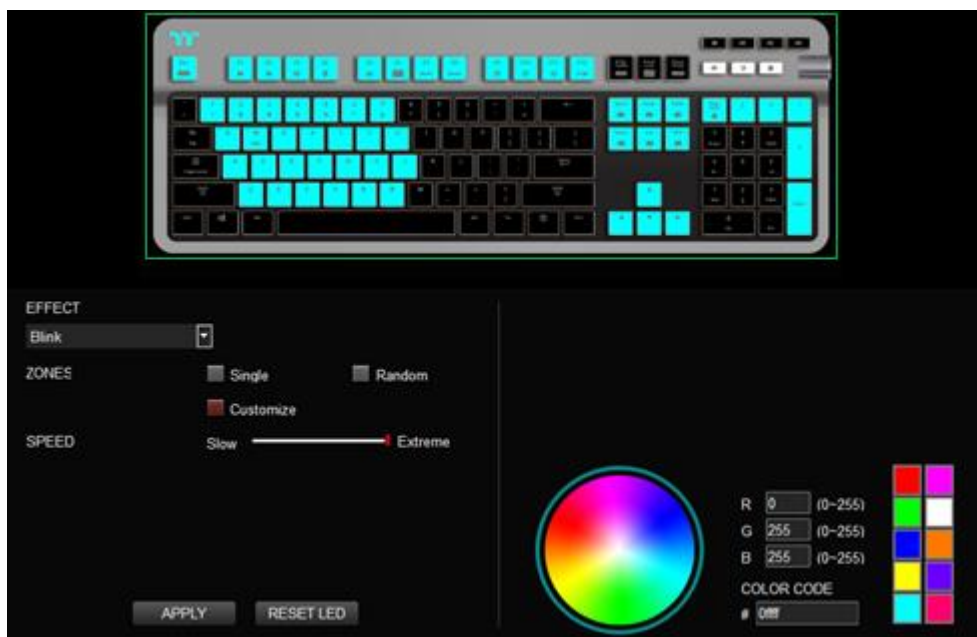 EFFECT
Blink
ZONES
Single
Random
Customize
SPEED
Slow
Extreme
R 0 (0~255)
G 255 (0~255)
B 255 (0~255)
COLOR CODE
# 0ffff
APPLY
RESET LED